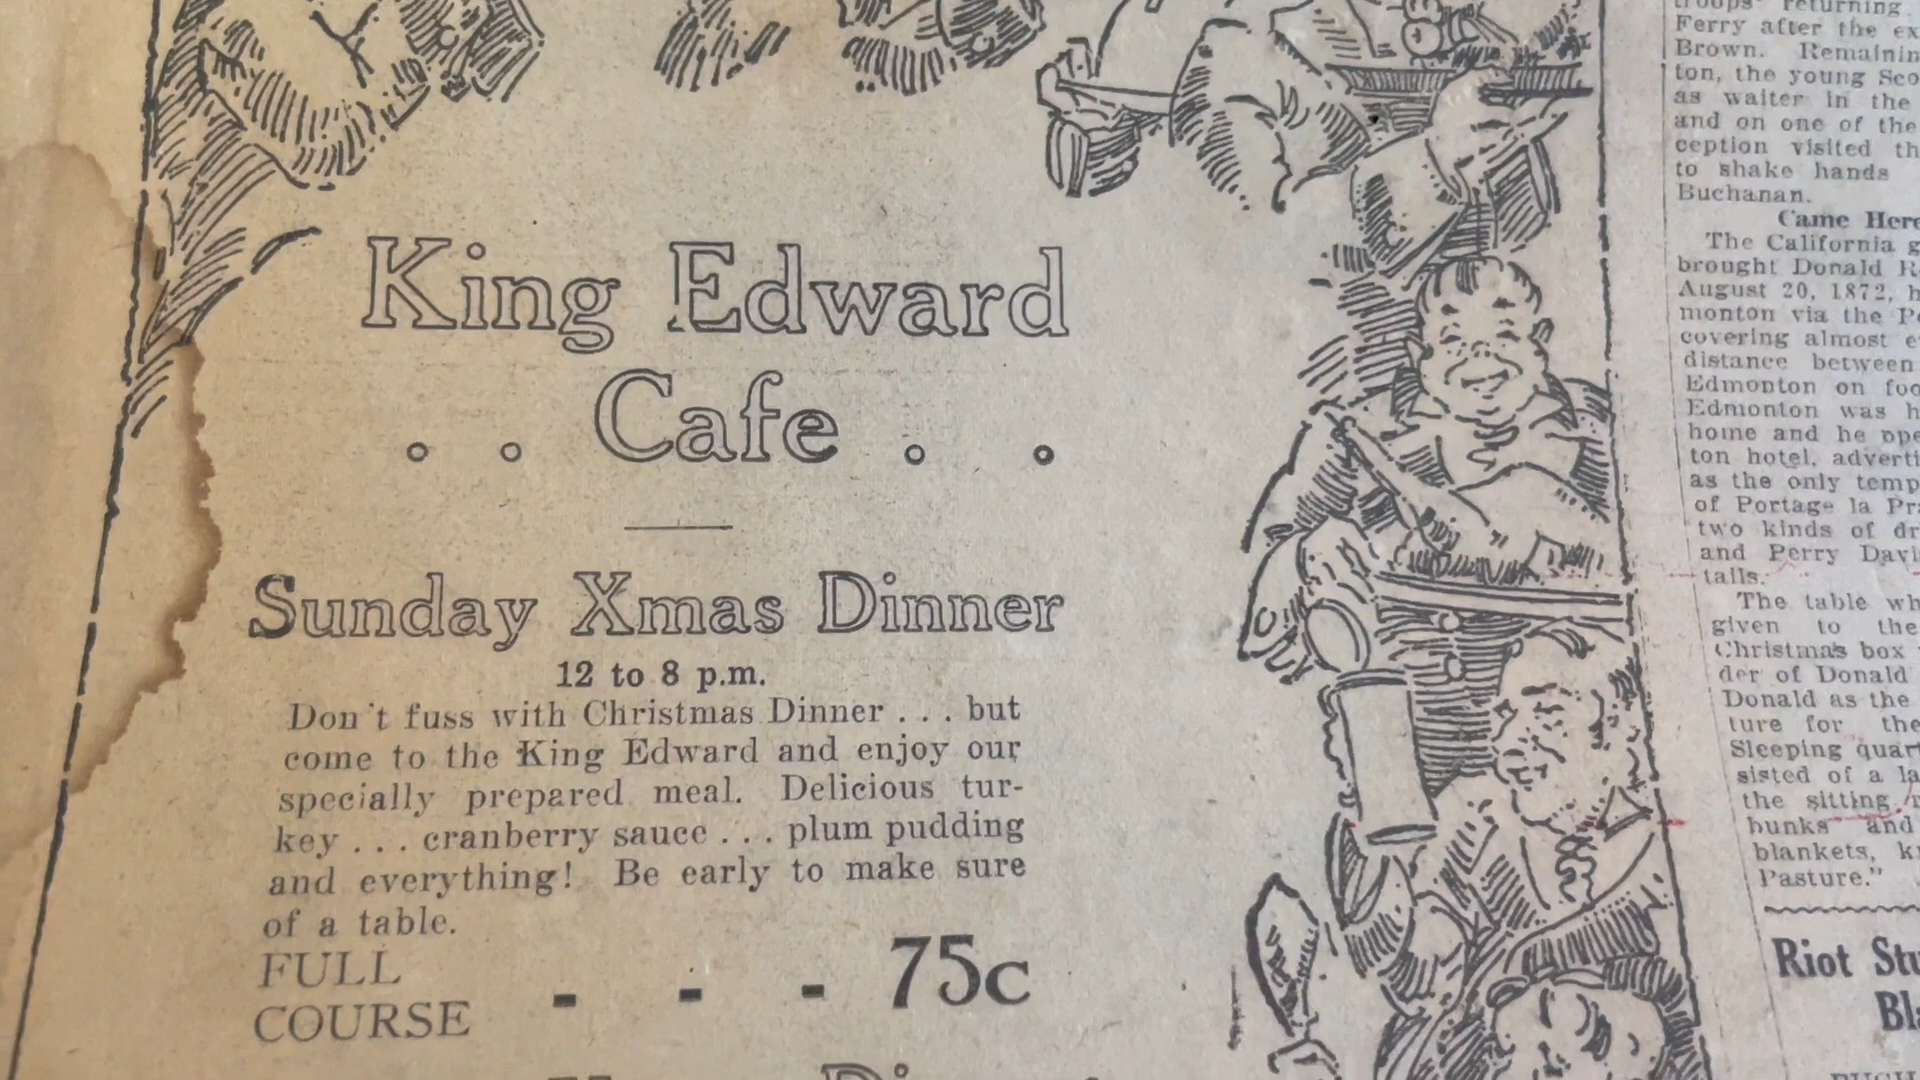 King Edward
. . Cafe . .
Sunday Xmas Dinner
12 to 8 p.m.
Don't fuss with Christmas Dinner . . . but
come to the King Edward and enjoy our
specially prepared meal. Delicious tur-
key . . . cranberry sauce . . . plum pudding
and everything! Be early to make sure
of a table.
FULL
COURSE - - - 75c
troops returning
Ferry after the
Brown. Remainin
ton, the young
as waiter in the
and on one of the
ception visited
to shake hands
Buchanan.
Came Here
The California
brought Donald
August 20, 1872,
monton via the
covering almost
distance between
Edmonton on
Edmonton was
home and he
ton hotel,
as the only
of Portage la
two kinds of
and Perry
tails.
The table
given to the
Christmas box
der of Donald
Donald as the
ture for the
Sleeping
sisted of a
the sitting
bunks and
blankets,
Pasture."
Riot